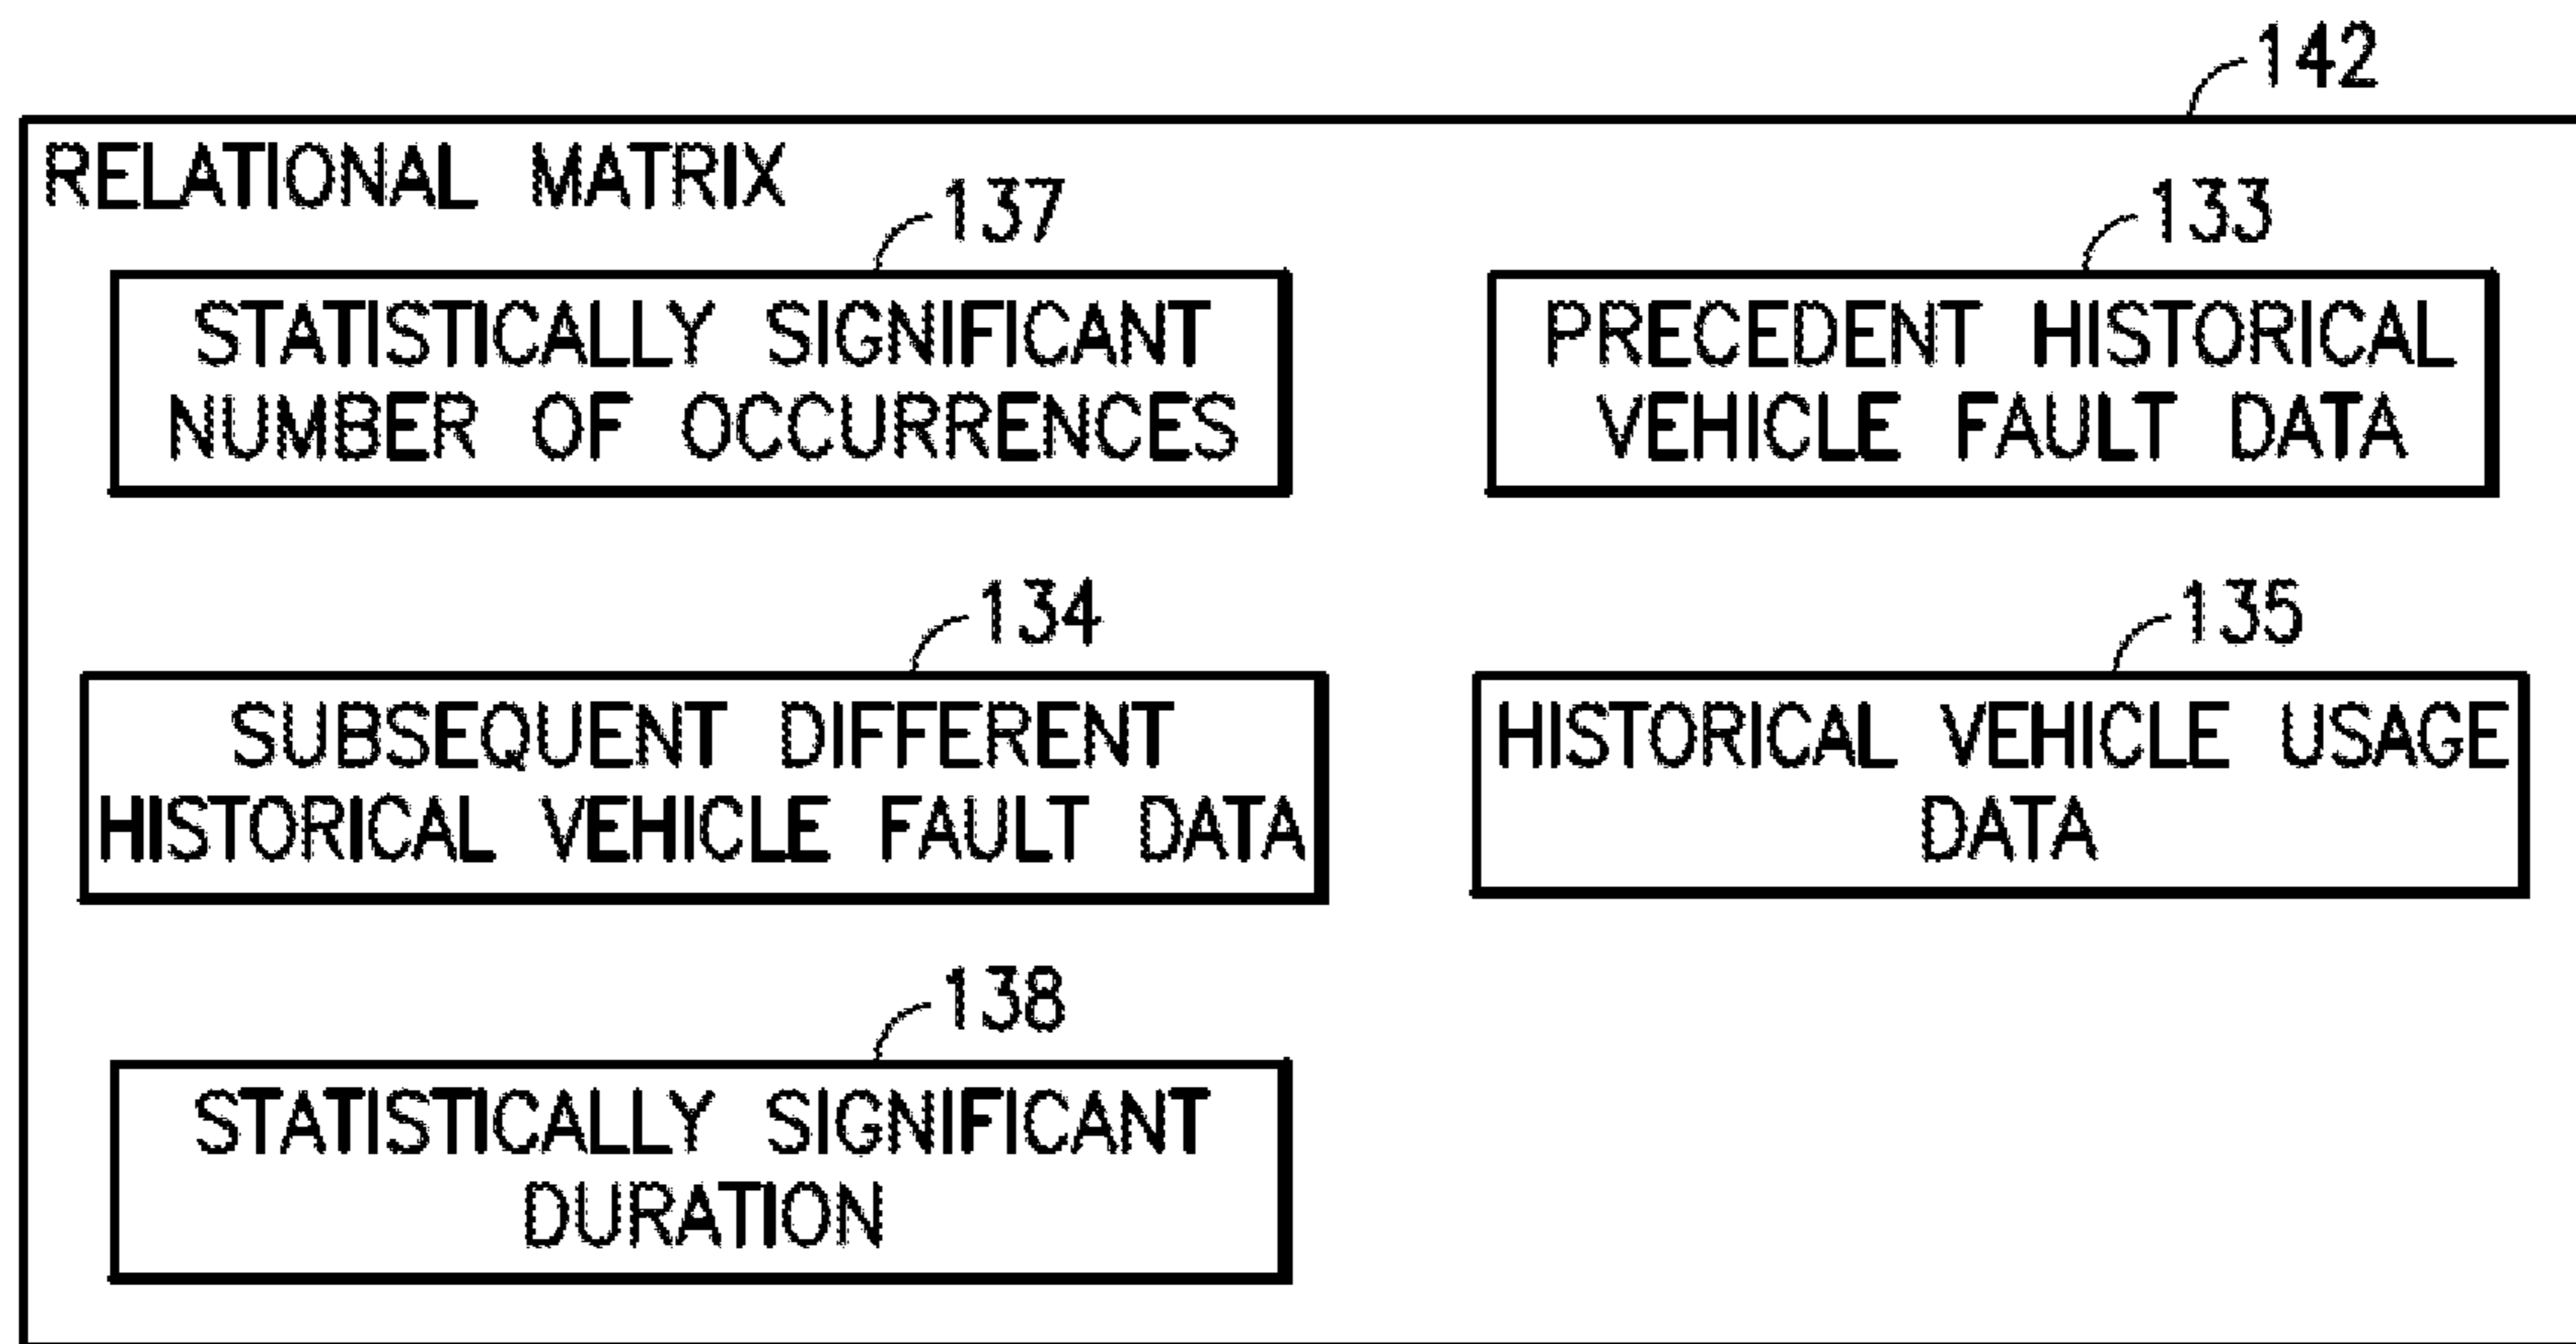 142
RELATIONAL MATRIX
137
STATISTICALLY SIGNIFICANT
NUMBER OF OCCURRENCES
133
PRECEDENT HISTORICAL
VEHICLE FAULT DATA
134
SUBSEQUENT DIFFERENT
HISTORICAL VEHICLE FAULT DATA
135
HISTORICAL VEHICLE USAGE
DATA
138
STATISTICALLY SIGNIFICANT
DURATION